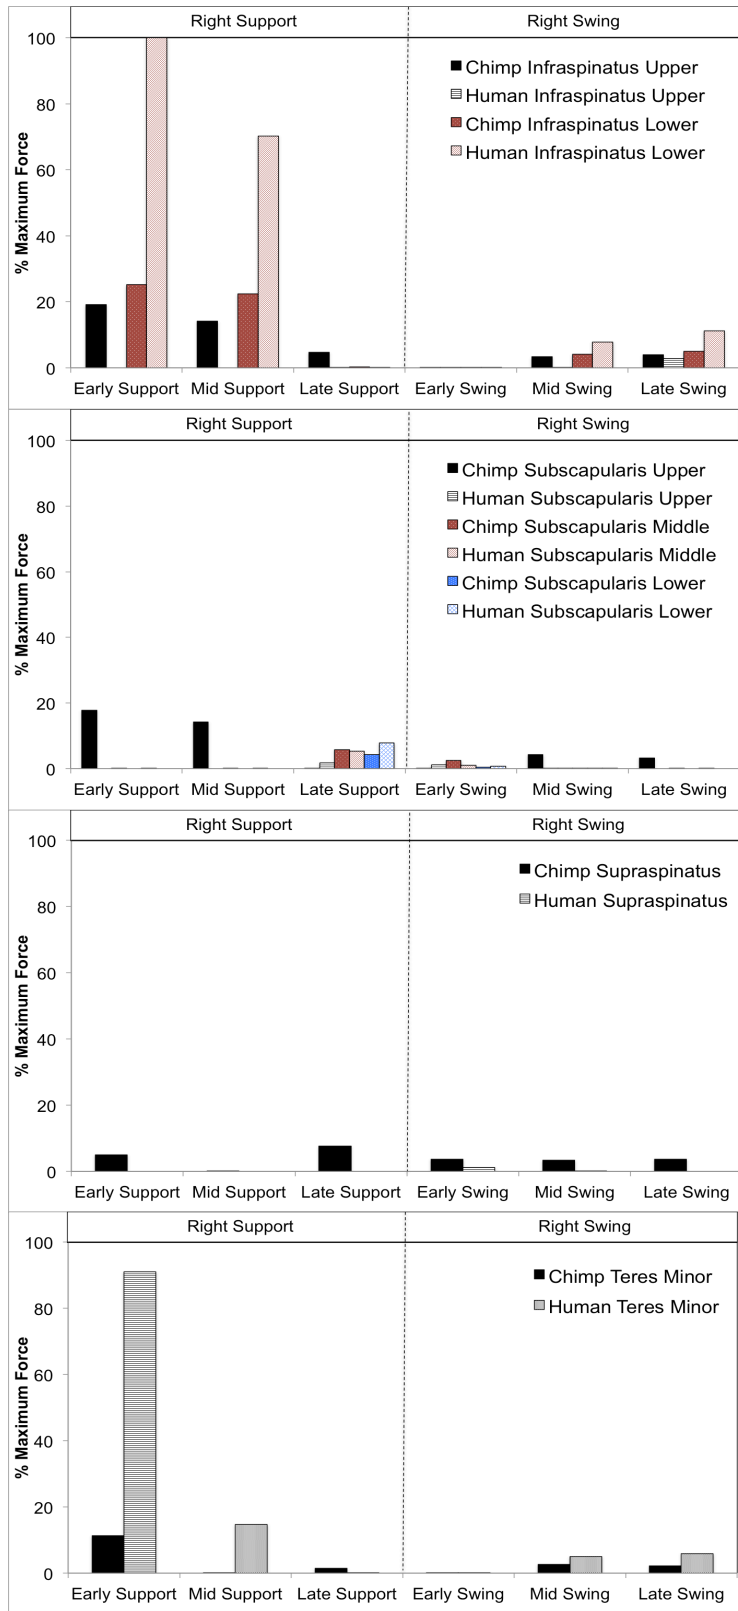 Right Support Right Swing
100
80
60
40
20
0
% Maximum Force
Chimp Infraspinatus Upper
Human Infraspinatus Upper
Chimp Infraspinatus Lower
Human Infraspinatus Lower
Early Support Mid Support Late Support Early Swing Mid Swing Late Swing
Right Support Right Swing
100
80
60
40
20
0
% Maximum Force
Chimp Subscapularis Upper
Human Subscapularis Upper
Chimp Subscapularis Middle
Human Subscapularis Middle
Chimp Subscapularis Lower
Human Subscapularis Lower
Early Support Mid Support Late Support Early Swing Mid Swing Late Swing
Right Support Right Swing
100
80
60
40
20
0
% Maximum Force
Chimp Supraspinatus
Human Supraspinatus
Early Support Mid Support Late Support Early Swing Mid Swing Late Swing
Right Support Right Swing
100
80
60
40
20
0
% Maximum Force
Chimp Teres Minor
Human Teres Minor
Early Support Mid Support Late Support Early Swing Mid Swing Late Swing